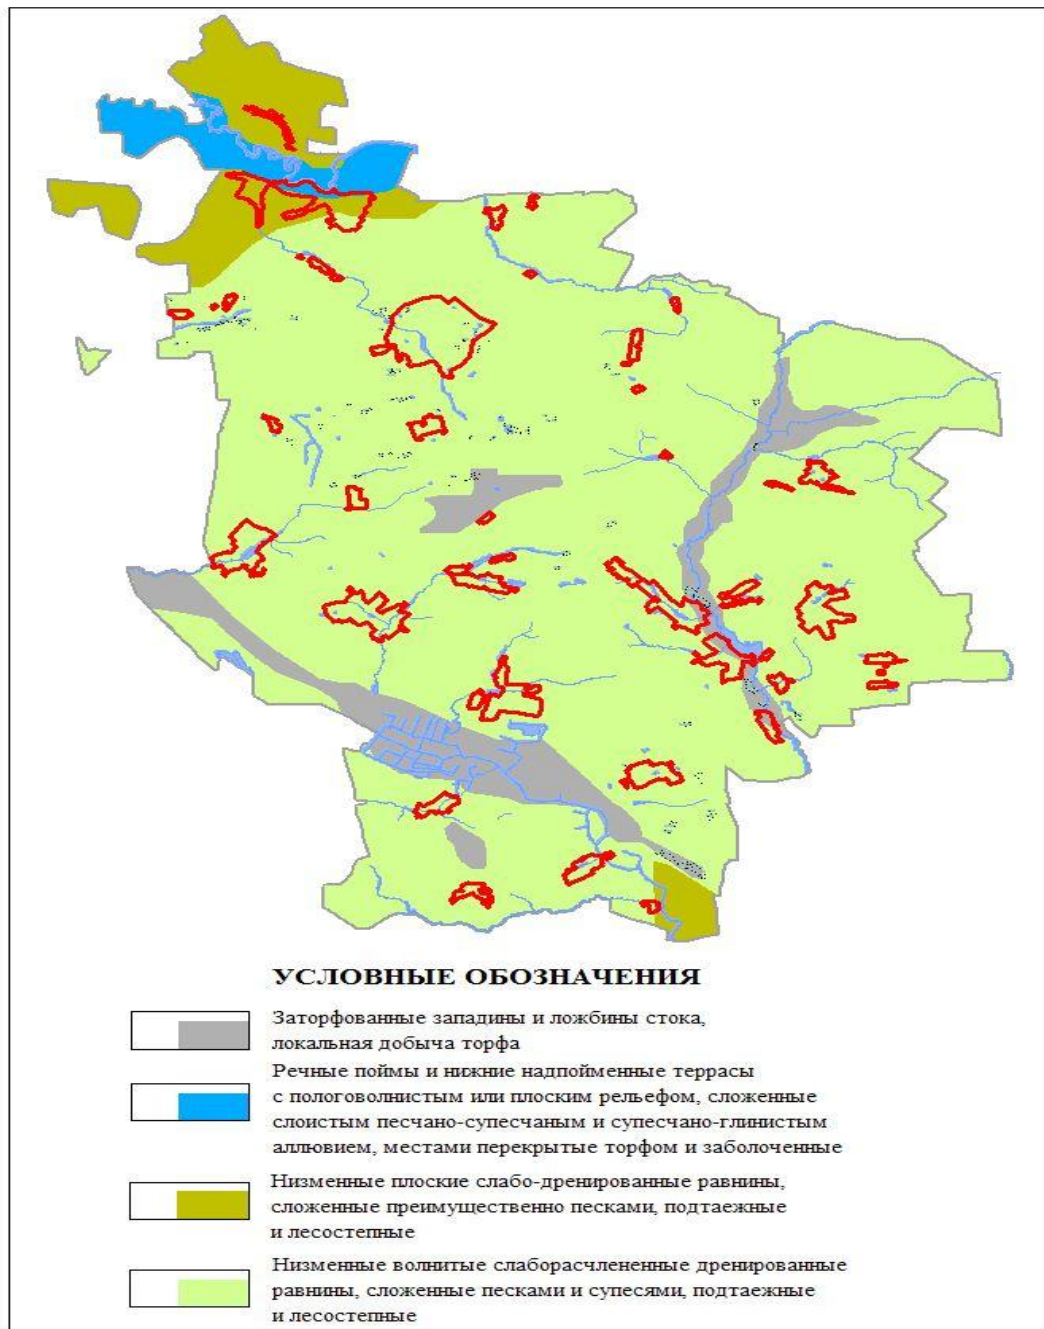 УСЛОВНЫЕ ОБОЗНАЧЕНИЯ
Заторфованные западины и ложбины стока,
локальная добыча торфа
Речные поймы и нижние надпойменные террасы
с пологоволнистым или плоским рельефом, сложенные
слоистым песчано-супесчаным и супесчано-глинистым
аллювием, местами перекрытые торфом и заболоченные
Низменные плоские слабо-дренированные равнины,
сложенные преимущественно песками, подтаежные
и лесостепные
Низменные волнитые слаборасчлененные дренированные
равнины, сложенные песками и супесями, подтаежные
и лесостепные